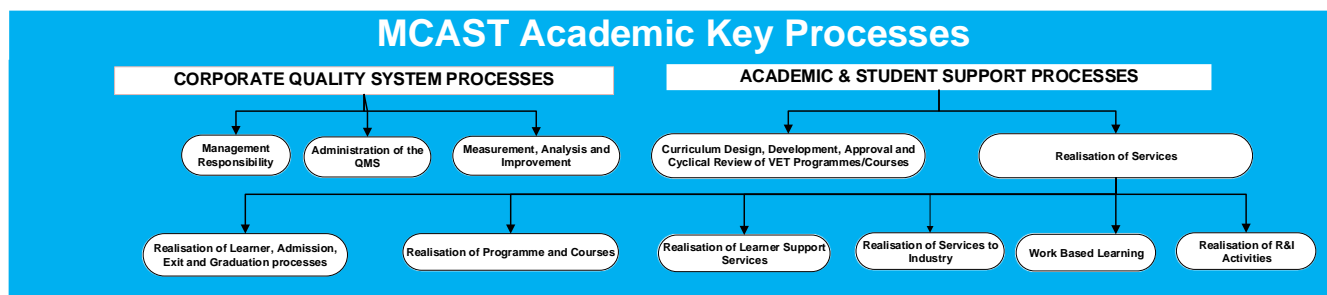 MCAST Academic Key Processes
CORPORATE QUALITY SYSTEM PROCESSES
ACADEMIC & STUDENT SUPPORT PROCESSES
Management
Responsibility
Administration of the
QMS
Measurement, Analysis and
Improvement
Curriculum Design, Development, Approval and
Cyclical Review of VET Programmes/Courses
Realisation of Services
Realisation of Learner, Admission,
Exit and Graduation processes
Realisation of Programme and Courses
Realisation of Learner Support
Services
Realisation of Services to
Industry
Work Based Learning
Realisation of R&I
Activities